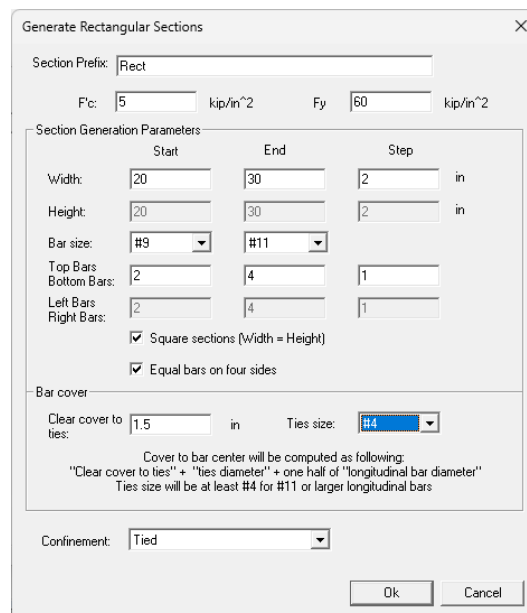 Generate Rectangular Sections
Section Prefix: Rect
F'c: 5 kip/in^2 Fy 60 kip/in^2
Section Generation Parameters
Start End Step
Width: 20 30 2 in
Height: 20 30 2 in
Bar size: #9 #11
Top Bars
Bottom Bars: 2 4 1
Left Bars
Right Bars: 2 4 1
Square sections (Width = Height)
Equal bars on four sides
Bar cover
Clear cover to
ties: 1.5 in Ties size: #4
Cover to bar center will be computed as following:
"Clear cover to ties" + "ties diameter" + one half of "longitudinal bar diameter"
Ties size will be at least #4 for #11 or larger longitudinal bars
Confinement: Tied
Ok Cancel